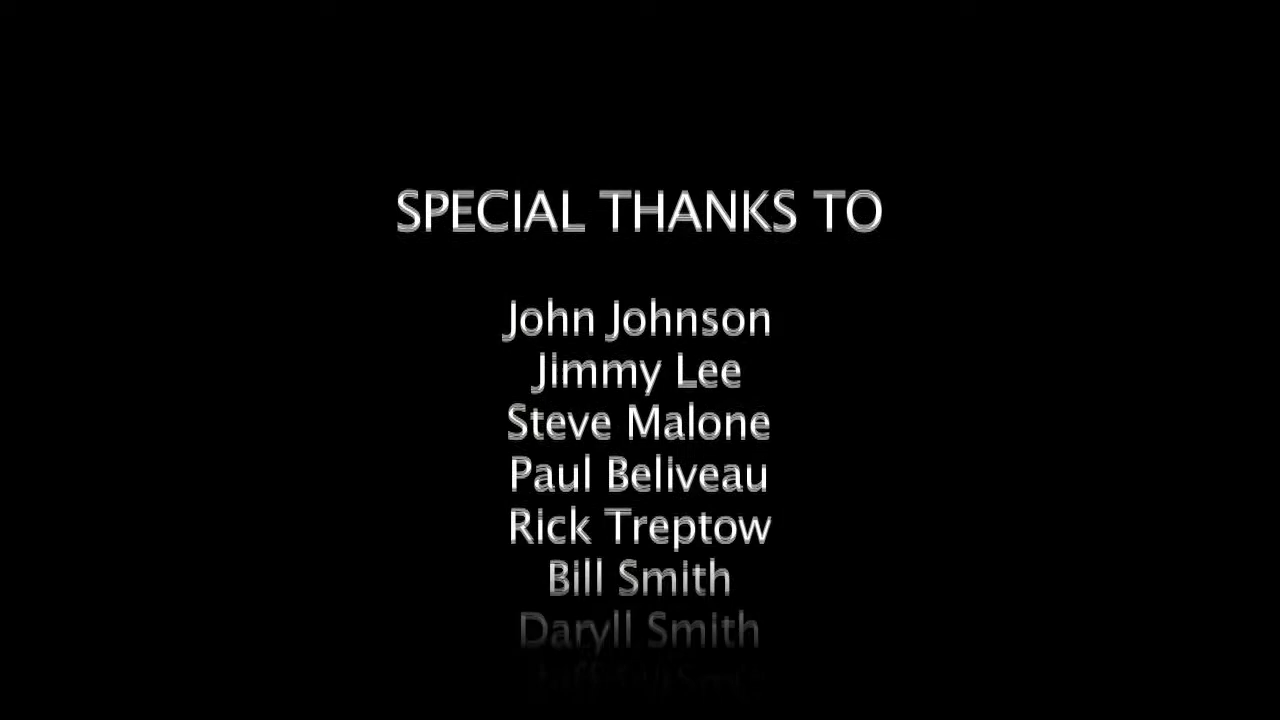 SPECIAL THANKS TO
John Johnson
Jimmy Lee
Steve Malone
Paul Beliveau
Rick Treptow
Bill Smith
Daryll Smith